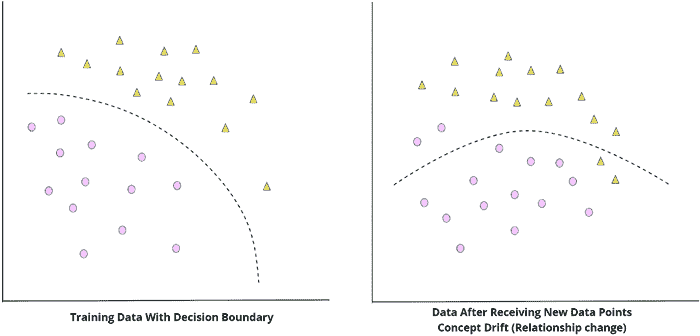 Training Data With Decision Boundary
Data After Receiving New Data Points
Concept Drift (Relationship change)